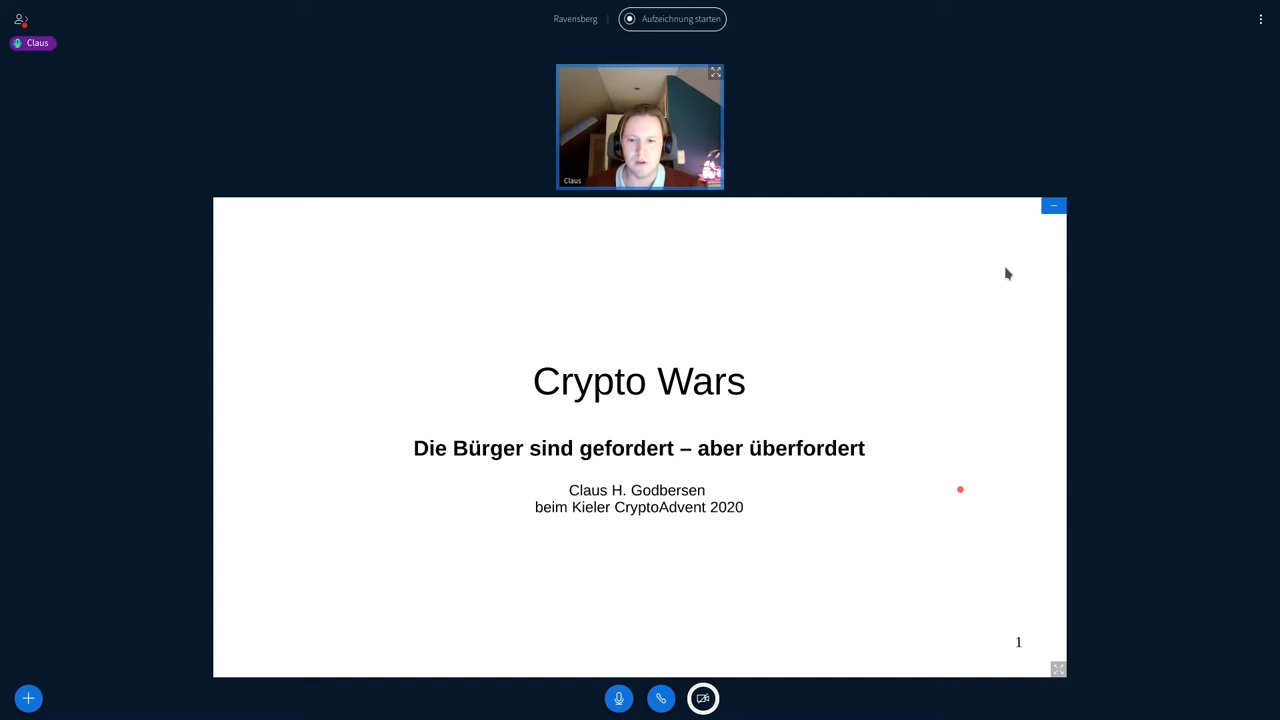 Ravensberg
Aufzeichnung starten
Claus
Claus
Crypto Wars
Die Bürger sind gefordert – aber überfordert
Claus H. Godbersen
beim Kieler CryptoAdvent 2020
1